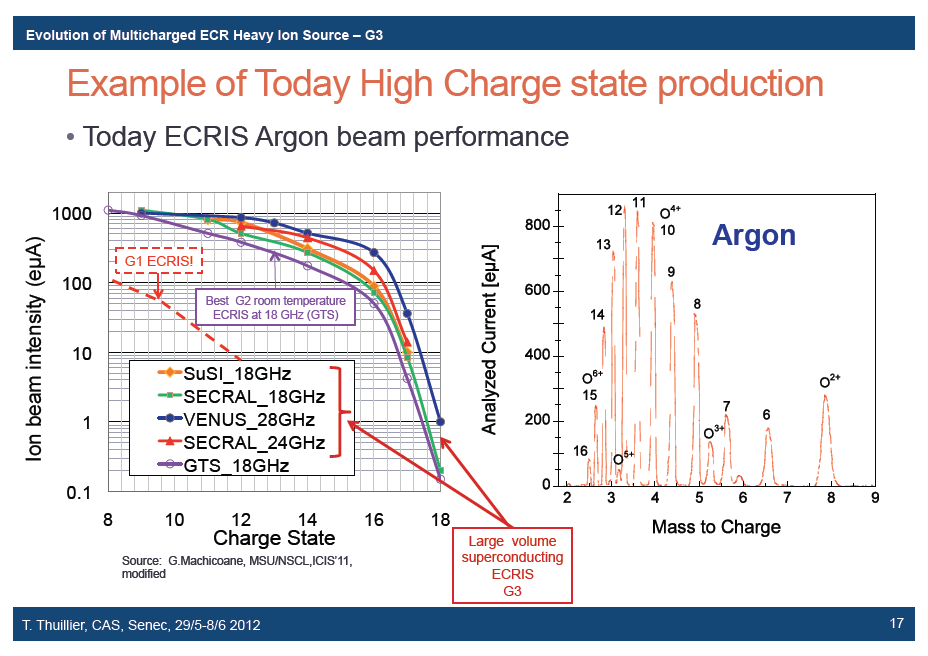 Evolution of Multicharged ECR Heavy Ion Source – G3
Example of Today High Charge state production
• Today ECRIS Argon beam performance
Ion beam intensity (eµA)
1000
100
10
1
0.1
G1 ECRIS!
Best G2 room temperature
ECRIS at 18 GHz (GTS)
SuSI_18GHz
SECRAL_18GHz
VENUS_28GHz
SECRAL_24GHz
GTS_18GHz
8 10 12 14 16 18
Charge State
Source: G.Machicoane, MSU/NSCL,ICIS'11,
modified
Large volume
superconducting
ECRIS
G3
Analyzed Current [eµA]
800
600
400
200
0
Argon
12
11
O4+
10
13
9
14
8
O6+
15
7
6
O2+
O3+
16
O5+
2 3 4 5 6 7 8 9
Mass to Charge
T. Thuillier, CAS, Senec, 29/5-8/6 2012
17